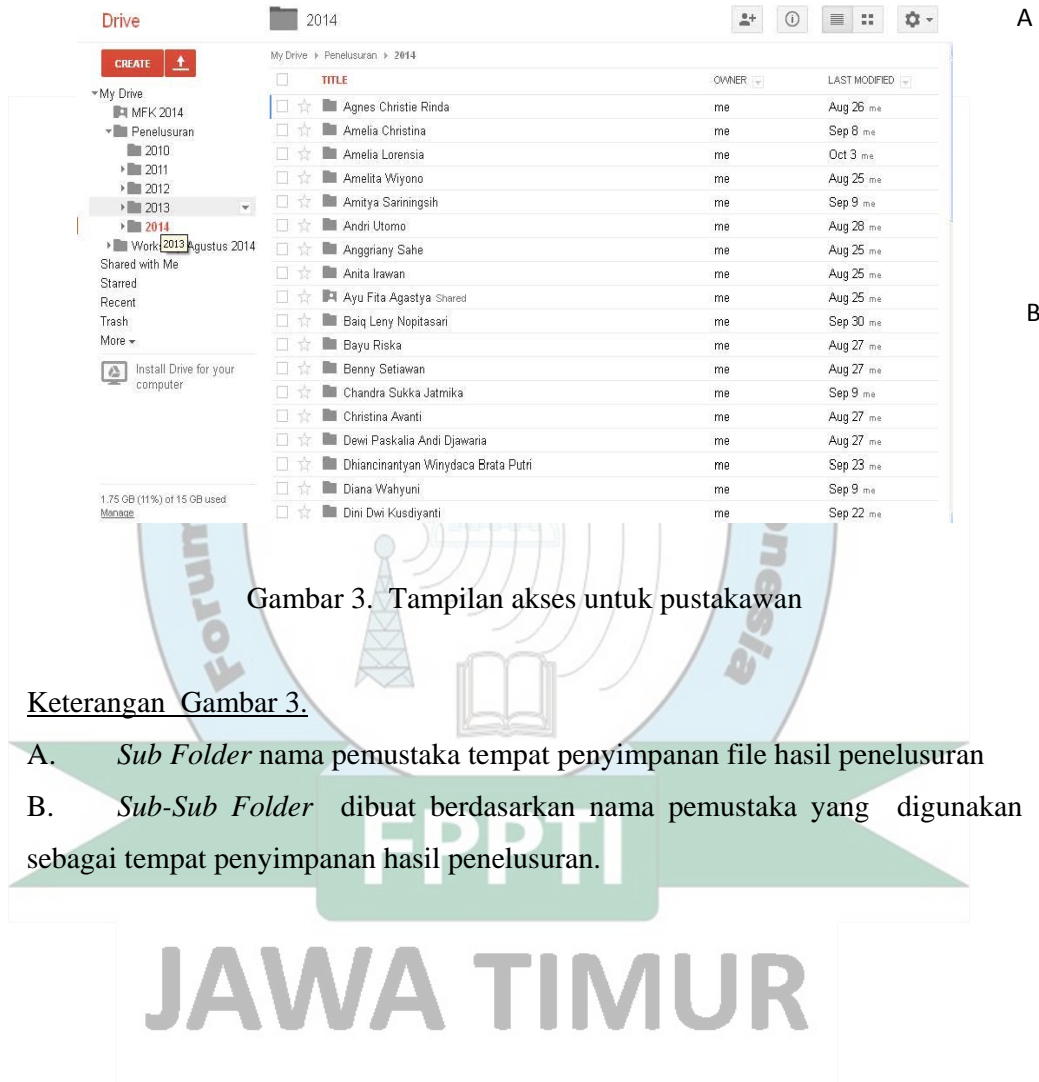 Drive
2014
A
CREATE
My Drive ▸ Penelusuran ▸ 2014
TITLE OWNER LAST MODIFIED
My Drive
MFK 2014
Penelusuran
2010
2011
2012
2013
2014
2013
Works Agustus 2014
Shared with Me
Starred
Recent
Trash
More
Install Drive for your
computer
1.75 GB (11%) of 15 GB used
Manage
Agnes Christie Rinda me Aug 26 me
Amelia Christina me Sep 8 me
Amelia Lorensia me Oct 3 me
Amelita Wiyono me Aug 25 me
Amitya Sariningsih me Sep 9 me
Andri Utomo me Aug 28 me
Anggriany Sahe me Aug 25 me
Anita Irawan me Aug 25 me
Ayu Fita Agastya Shared me Aug 25 me
B
Baiq Leny Nopitasari me Sep 30 me
Bayu Riska me Aug 27 me
Benny Setiawan me Aug 27 me
Chandra Sukka Jatmika me Sep 9 me
Christina Avanti me Aug 27 me
Dewi Paskalia Andi Djawaria me Aug 27 me
Dhiancinantyan Winydaca Brata Putri me Sep 23 me
Diana Wahyuni me Sep 9 me
Dini Dwi Kusdiyanti me Sep 22 me
Gambar 3. Tampilan akses untuk pustakawan
Keterangan Gambar 3.
A. Sub Folder nama pemustaka tempat penyimpanan file hasil penelusuran
B. Sub-Sub Folder dibuat berdasarkan nama pemustaka yang digunakan
sebagai tempat penyimpanan hasil penelusuran.
Forum
onesia
FPPTI
JAWA TIMUR